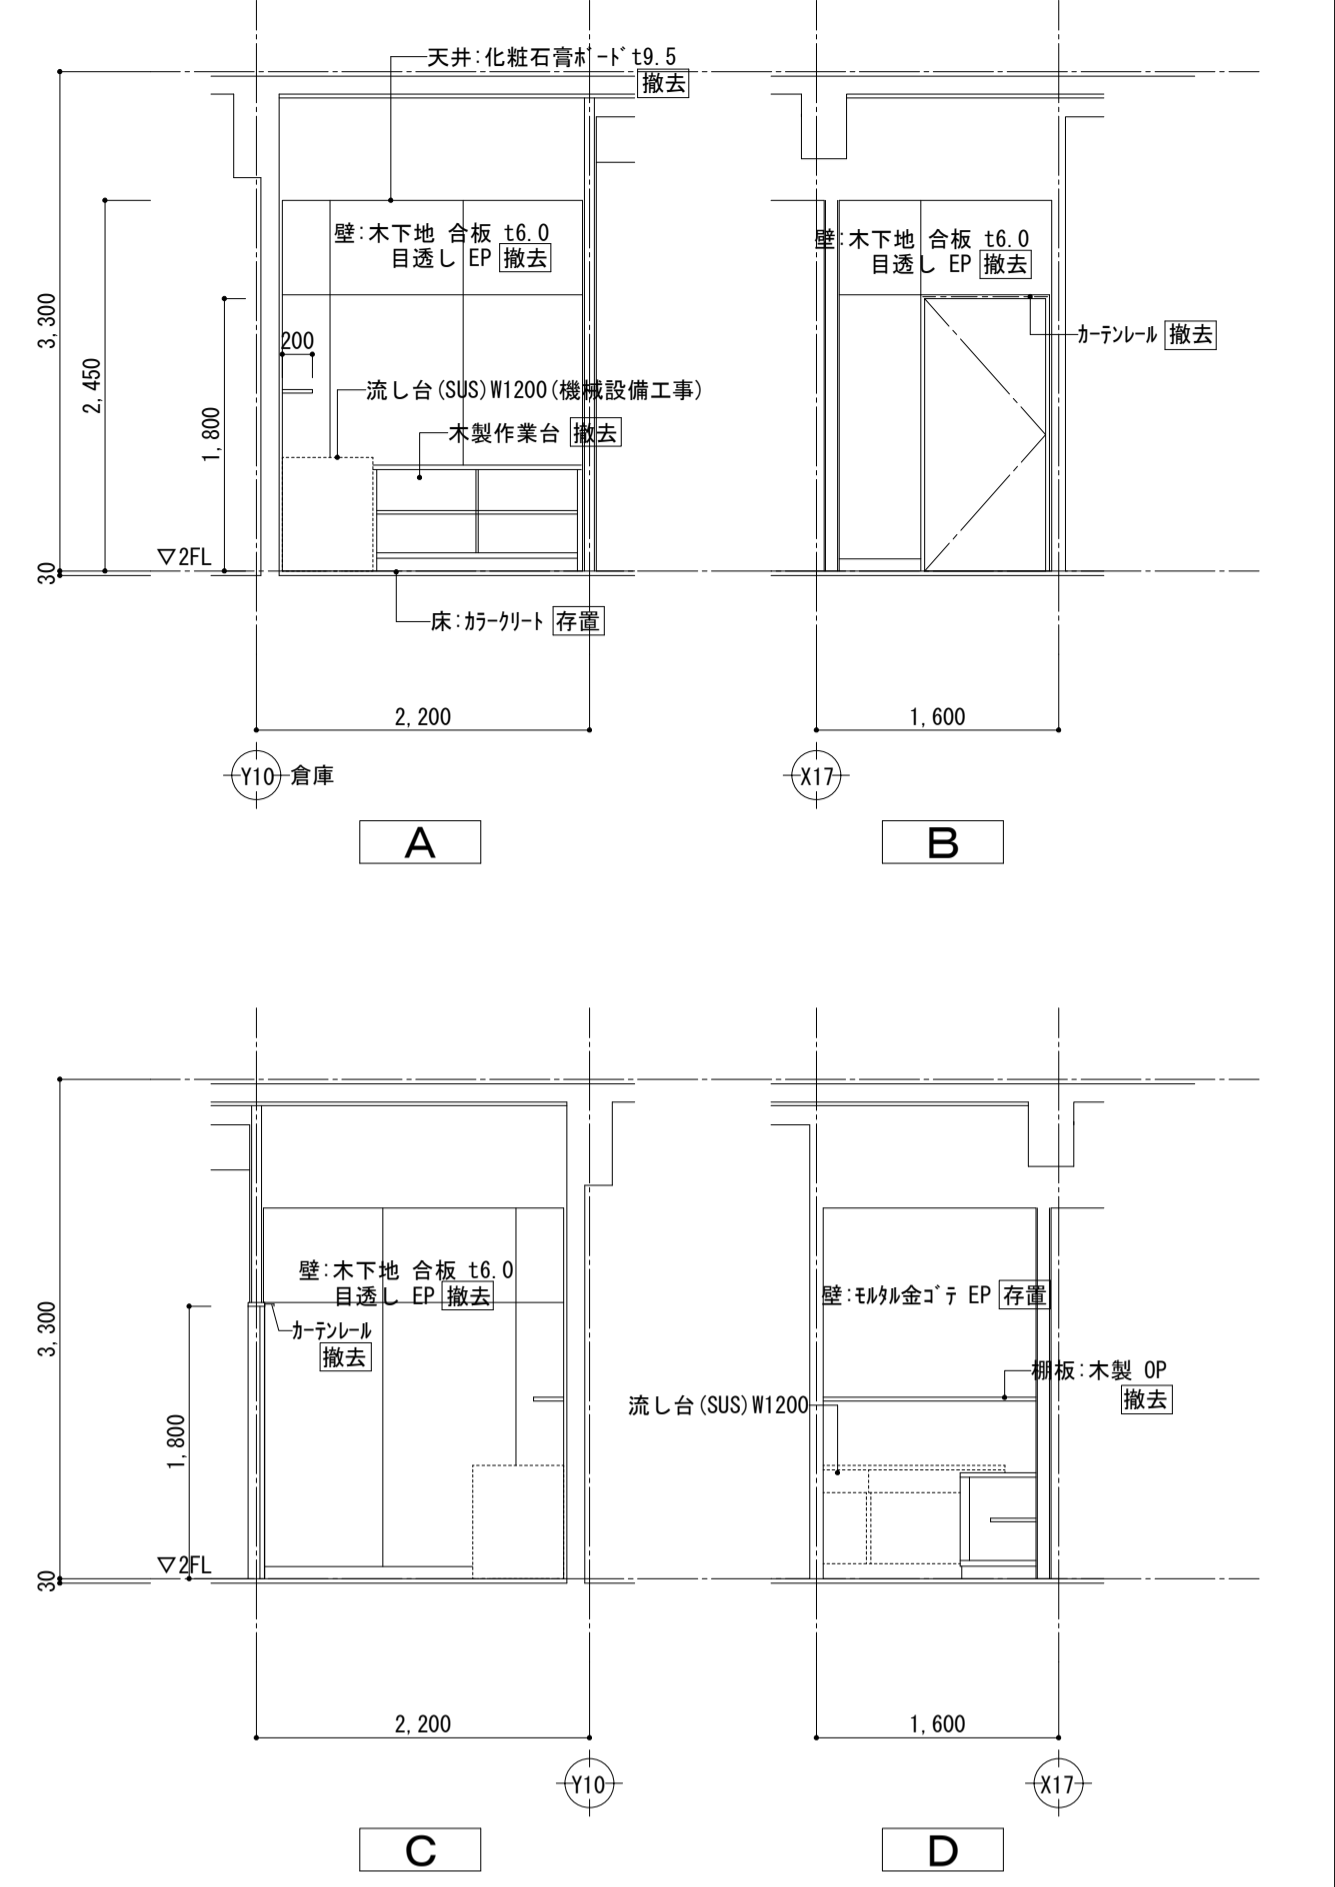 天井:化粧石膏ﾎﾞｰﾄﾞt9.5
撤去
壁:木下地 合板 t6.0
目透し EP 撤去
壁:木下地 合板 t6.0
目透し EP 撤去
3,300
2,450
1,800
200
カーテンレール 撤去
流し台(SUS)W1200(機械設備工事)
木製作業台 撤去
▽2FL
30
床:ｶﾗｰｸﾘｰﾄ 存置
2,200
1,600
Y10 倉庫
X17
A
B
壁:木下地 合板 t6.0
目透し EP 撤去
壁:ﾓﾙﾀﾙ金ｺﾞﾃ EP 存置
3,300
カーテンレール
撤去
棚板:木製 OP
撤去
流し台(SUS)W1200
1,800
▽2FL
30
2,200
1,600
Y10
X17
C
D